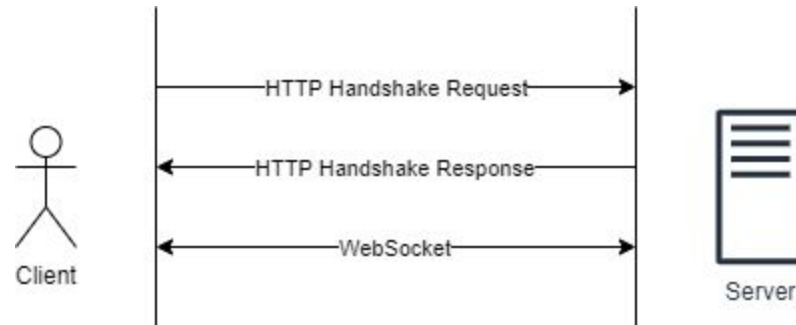 HTTP Handshake Request
HTTP Handshake Response
WebSocket
Client
Server